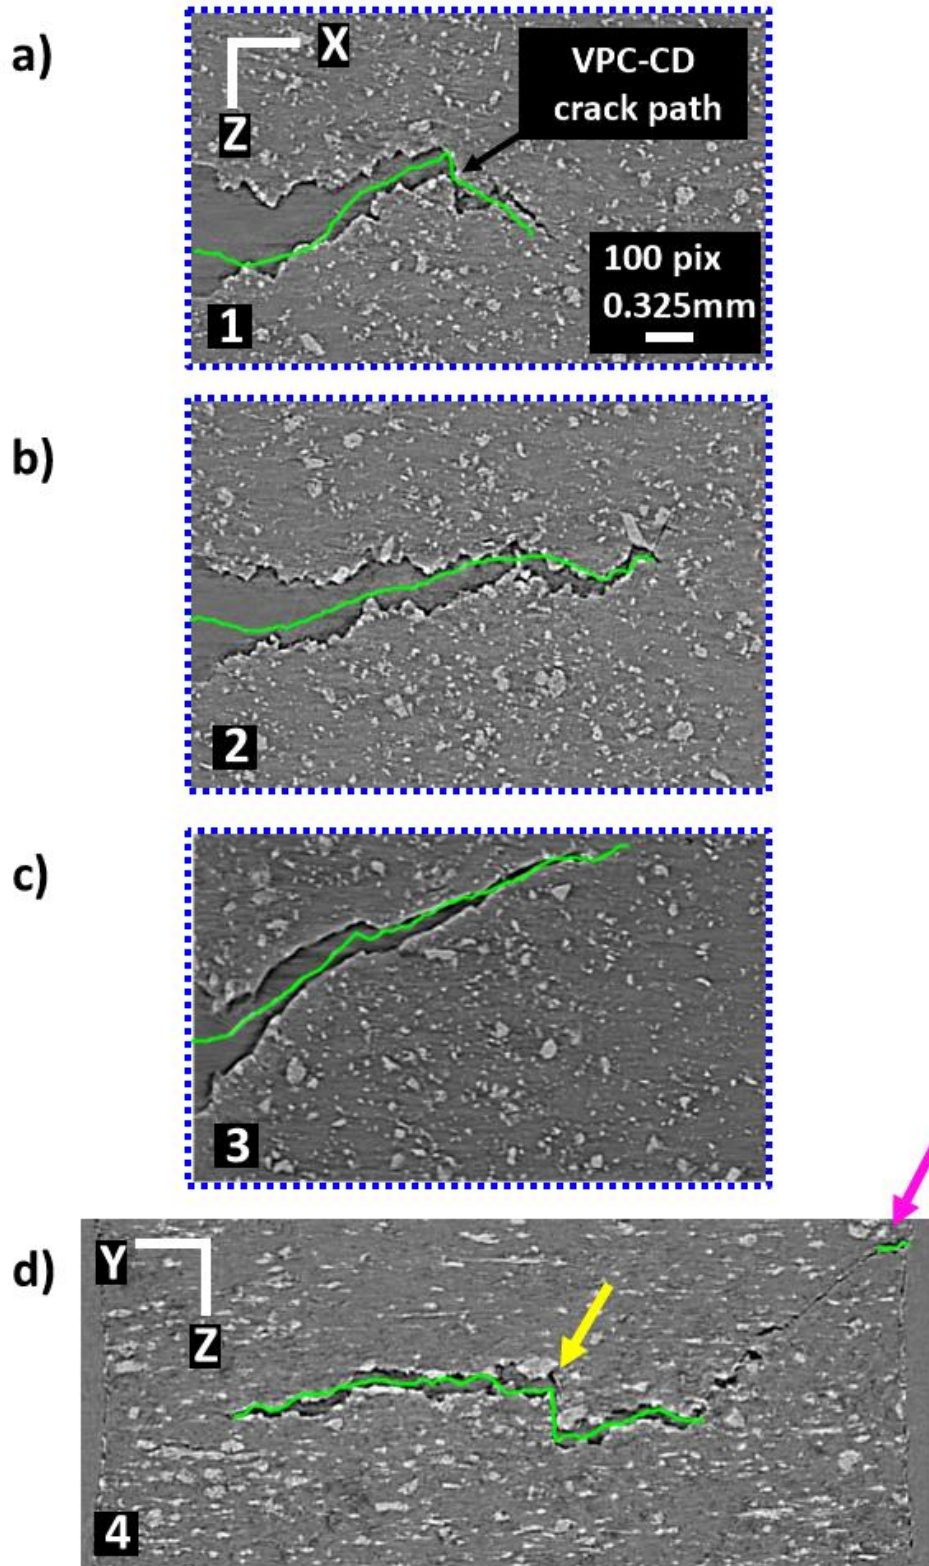 a)
X
Z
VPC-CD
crack path
100 pix
0.325mm
1
b)
2
c)
3
d)
Y
Z
4